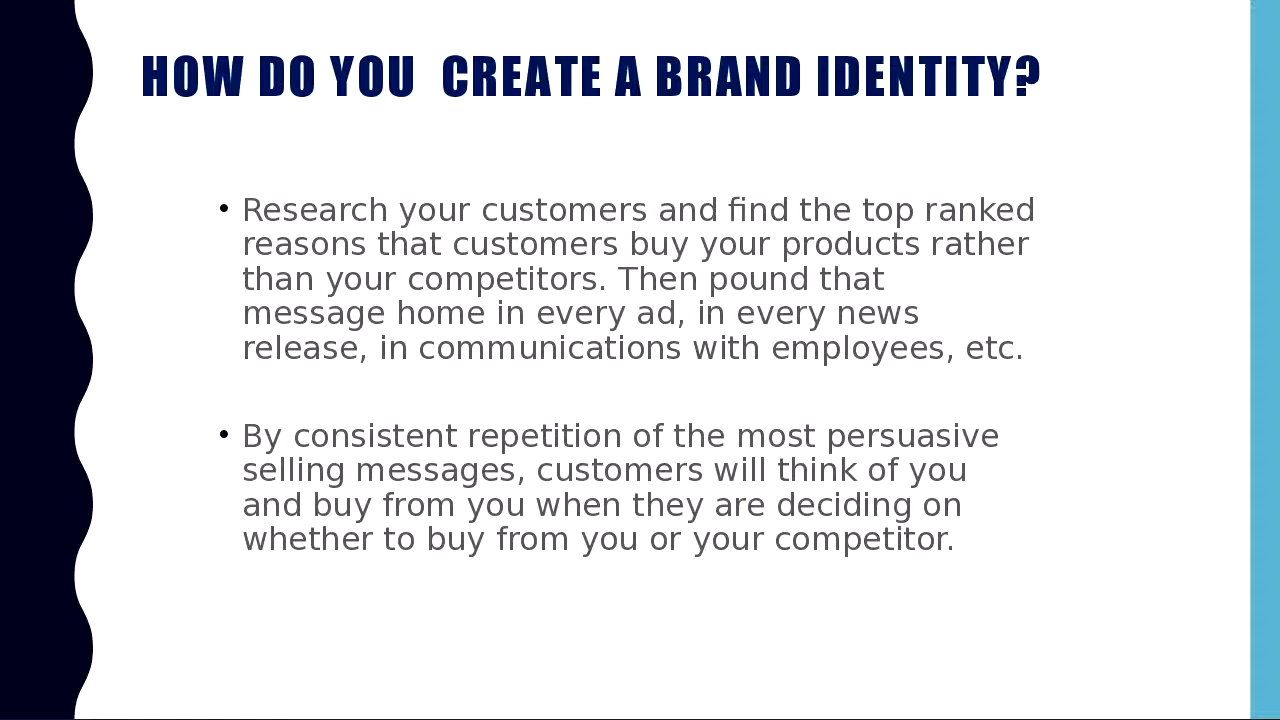 HOW DO YOU  CREATE A BRAND IDENTITY?
• Research your customers and find the top ranked
reasons that customers buy your products rather
than your competitors. Then pound that
message home in every ad, in every news
release, in communications with employees, etc.
• By consistent repetition of the most persuasive
selling messages, customers will think of you
and buy from you when they are deciding on
whether to buy from you or your competitor.